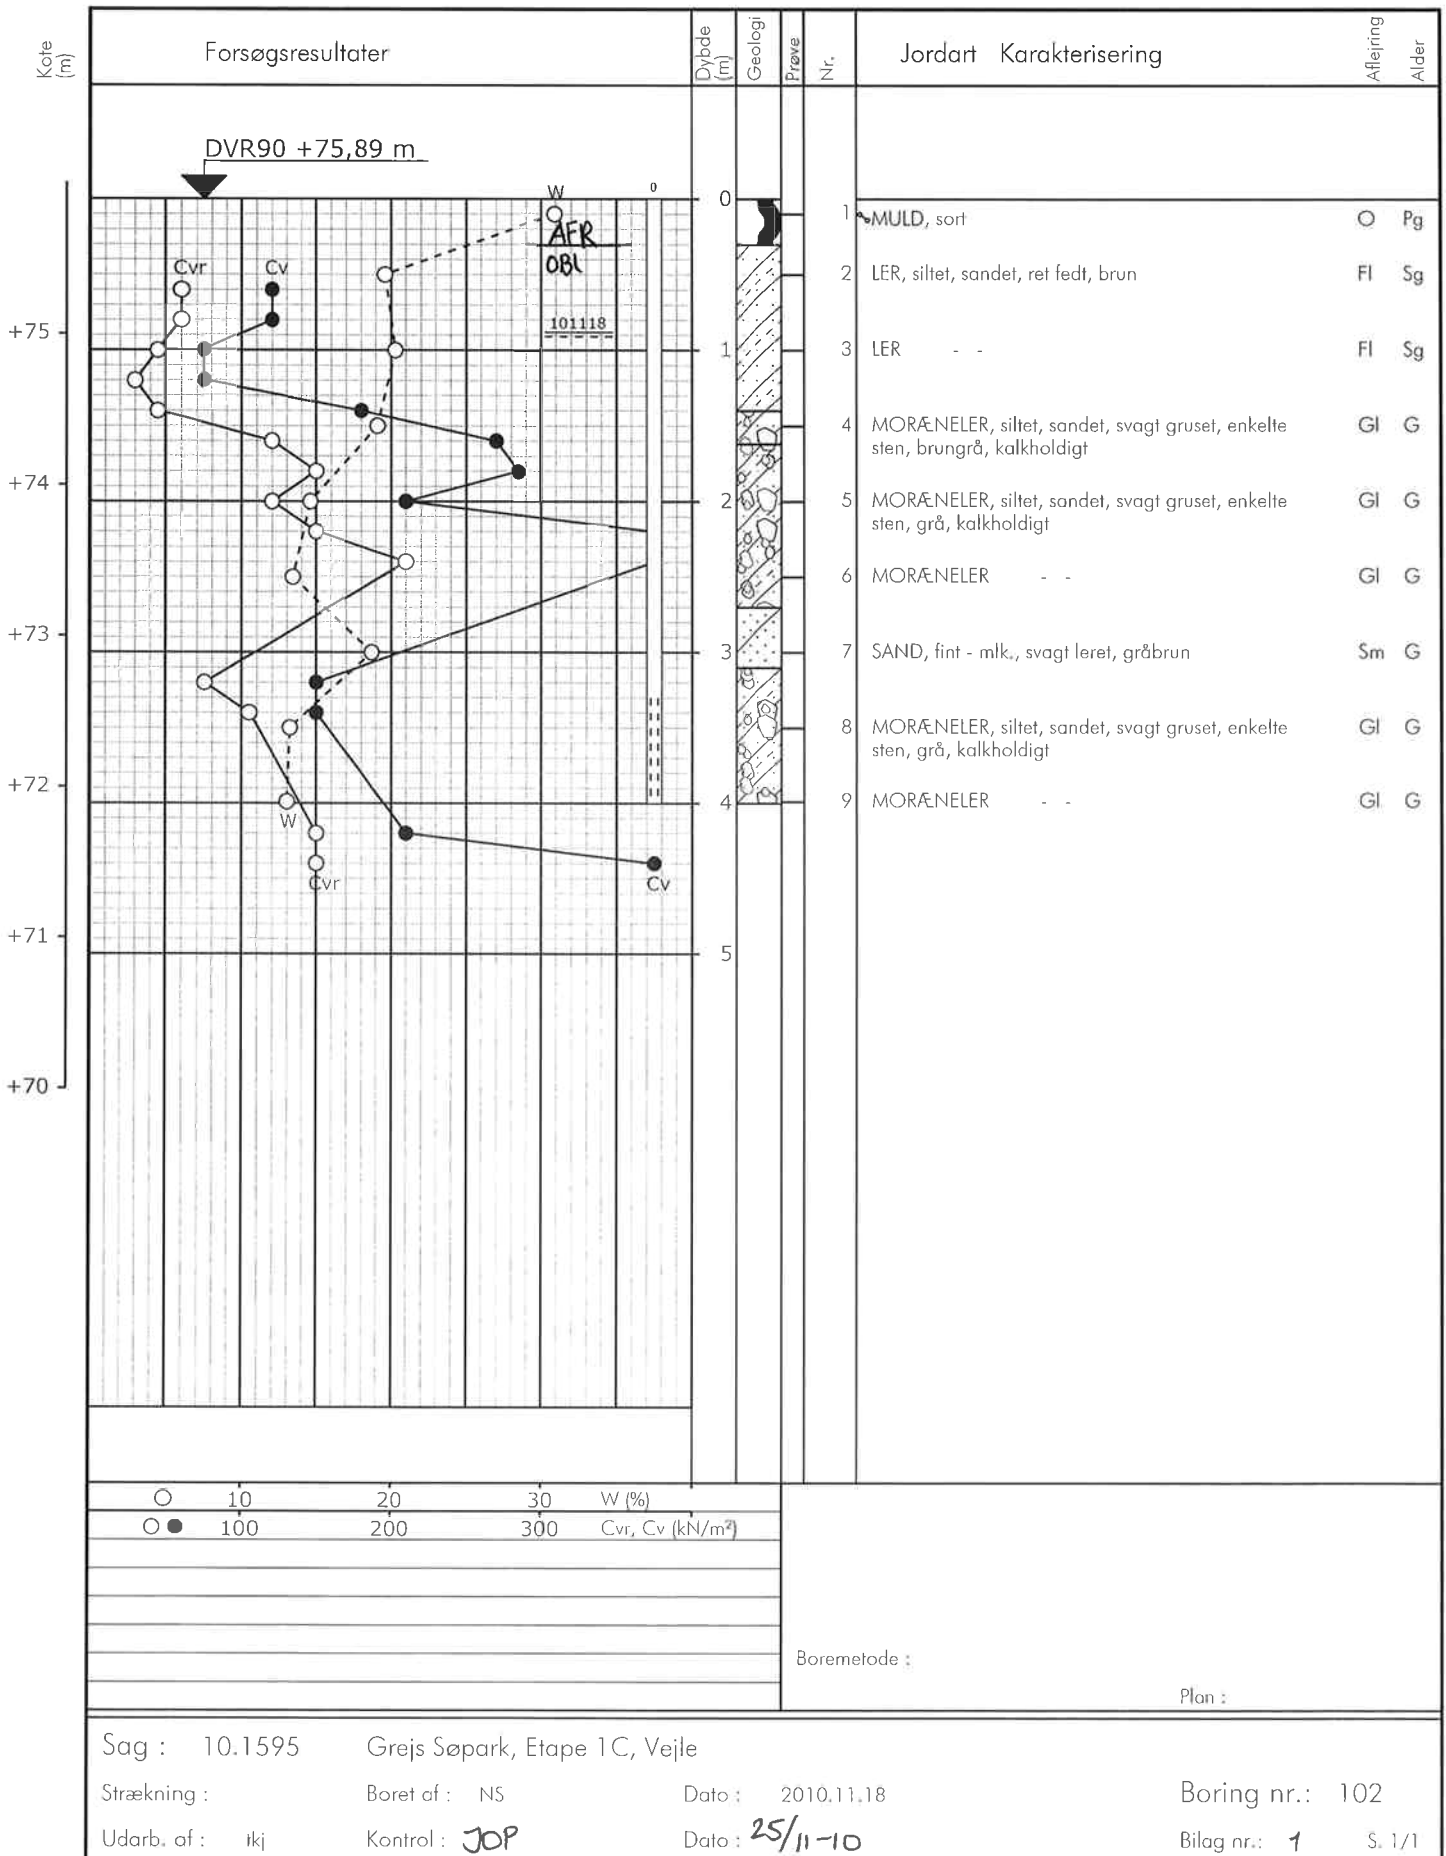 Kote (m)
Forsøgsresultater
Dybde (m)
Geologi
Prøve
Nr.
Jordart Karakterisering
Aflejring
Alder
DVR90 +75,89 m
W
0
0
AFR
OBL
Cvr
Cv
101118
+75
1
+74
2
+73
3
+72
4
W
Cvr
Cv
+71
5
+70
1 MULD, sort O Pg
2 LER, siltet, sandet, ret fedt, brun Fl Sg
3 LER - - Fl Sg
4 MORÆNELER, siltet, sandet, svagt gruset, enkelte Gl G
sten, brungrå, kalkholdigt
5 MORÆNELER, siltet, sandet, svagt gruset, enkelte Gl G
sten, grå, kalkholdigt
6 MORÆNELER - - Gl G
7 SAND, fint - mlk., svagt leret, gråbrun Sm G
8 MORÆNELER, siltet, sandet, svagt gruset, enkelte Gl G
sten, grå, kalkholdigt
9 MORÆNELER - - Gl G
10 20 30 W (%)
100 200 300 Cvr, Cv (kN/m²)
Boremetode :
Plan :
Sag : 10.1595 Grejs Søpark, Etape 1C, Vejle
Strækning : Boret af : NS Dato : 2010.11.18 Boring nr.: 102
Udarb. af : tkj Kontrol : JOP Dato : 25/11-10 Bilag nr.: 1 S. 1/1